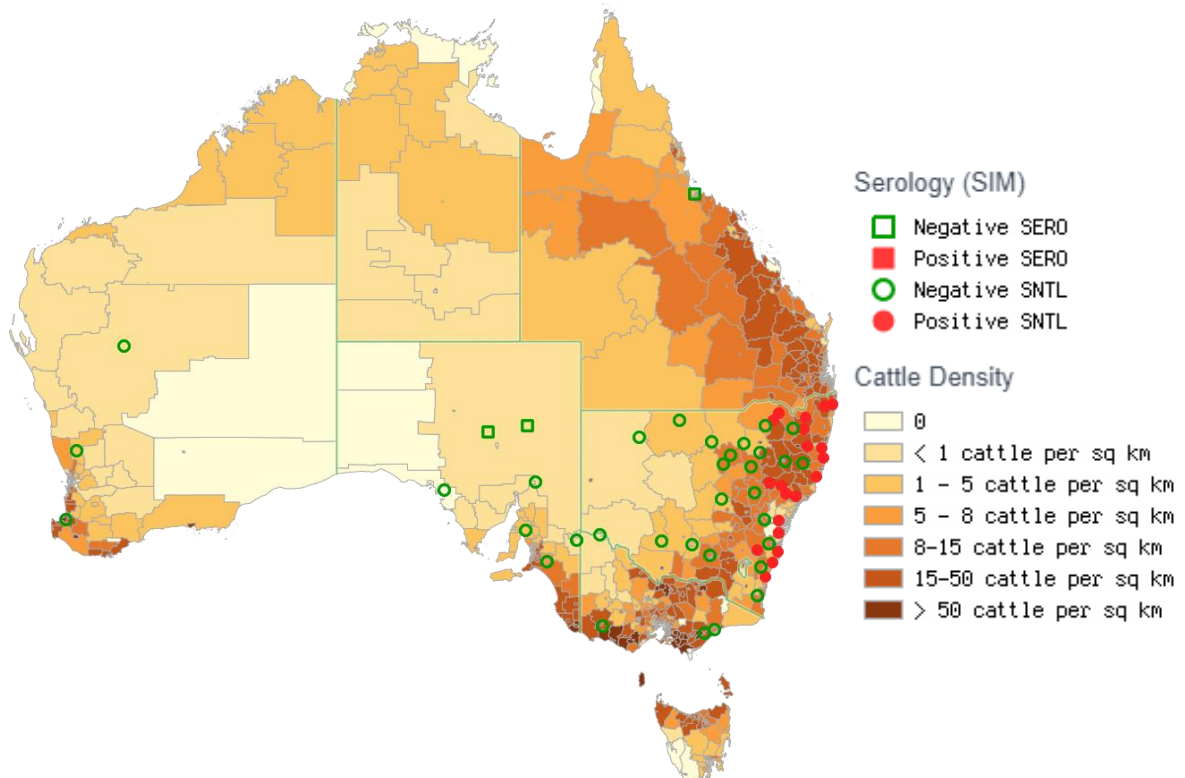 Serology (SIM)
Negative SERO
Positive SERO
Negative SNTL
Positive SNTL
Cattle Density
0
< 1 cattle per sq km
1 - 5 cattle per sq km
5 - 8 cattle per sq km
8-15 cattle per sq km
15-50 cattle per sq km
> 50 cattle per sq km